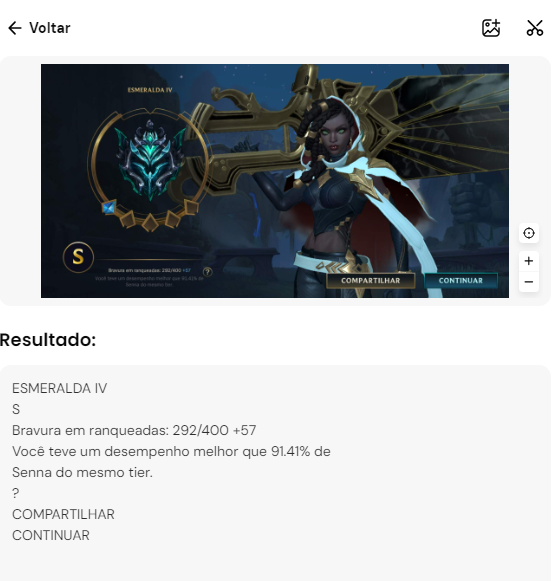 Voltar
ESMERALDA IV
S
Bravura em ranqueadas: 292/400 +57
?
Você teve um desempenho melhor que 91.41% de
Senna do mesmo tier.
COMPARTILHAR
CONTINUAR
+
−
Resultado:
ESMERALDA IV
S
Bravura em ranqueadas: 292/400 +57
Você teve um desempenho melhor que 91.41% de
Senna do mesmo tier.
?
COMPARTILHAR
CONTINUAR